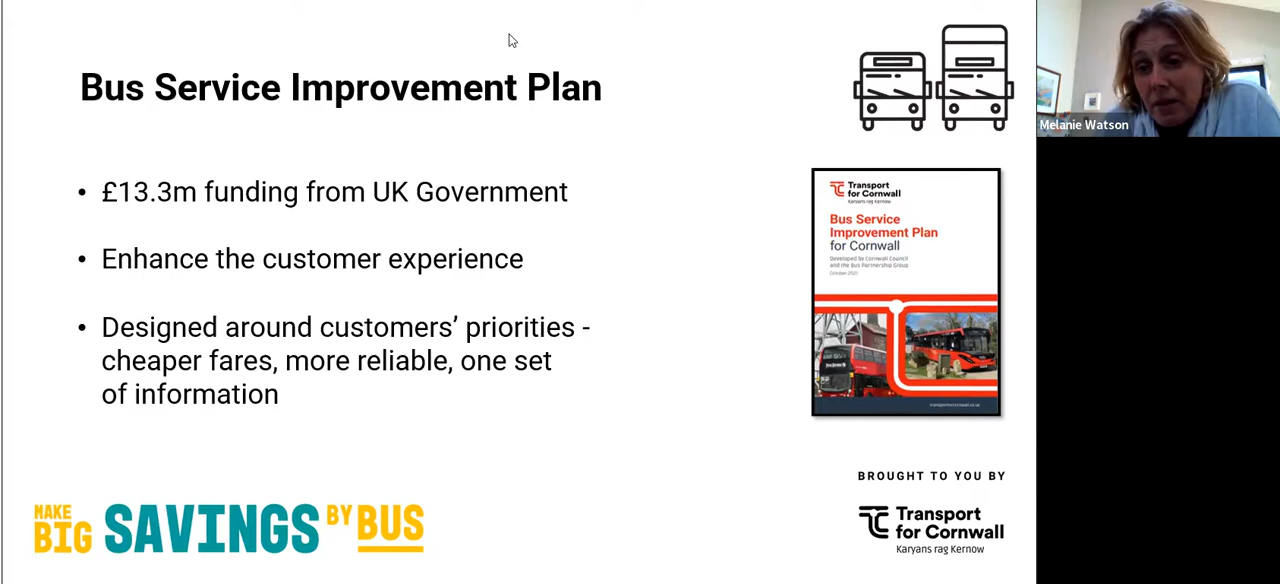 Bus Service Improvement Plan
• £13.3m funding from UK Government
• Enhance the customer experience
• Designed around customers’ priorities -
cheaper fares, more reliable, one set
of information
MAKE
BIG SAVINGS BY BUS
Transport
for Cornwall
Karyans rag Kernow
Bus Service
Improvement Plan
for Cornwall
Developed by Cornwall Council
and the Bus Partnership Group
October 2021
transportforcornwall.co.uk
BROUGHT TO YOU BY
Transport
for Cornwall
Karyans rag Kernow
Melanie Watson